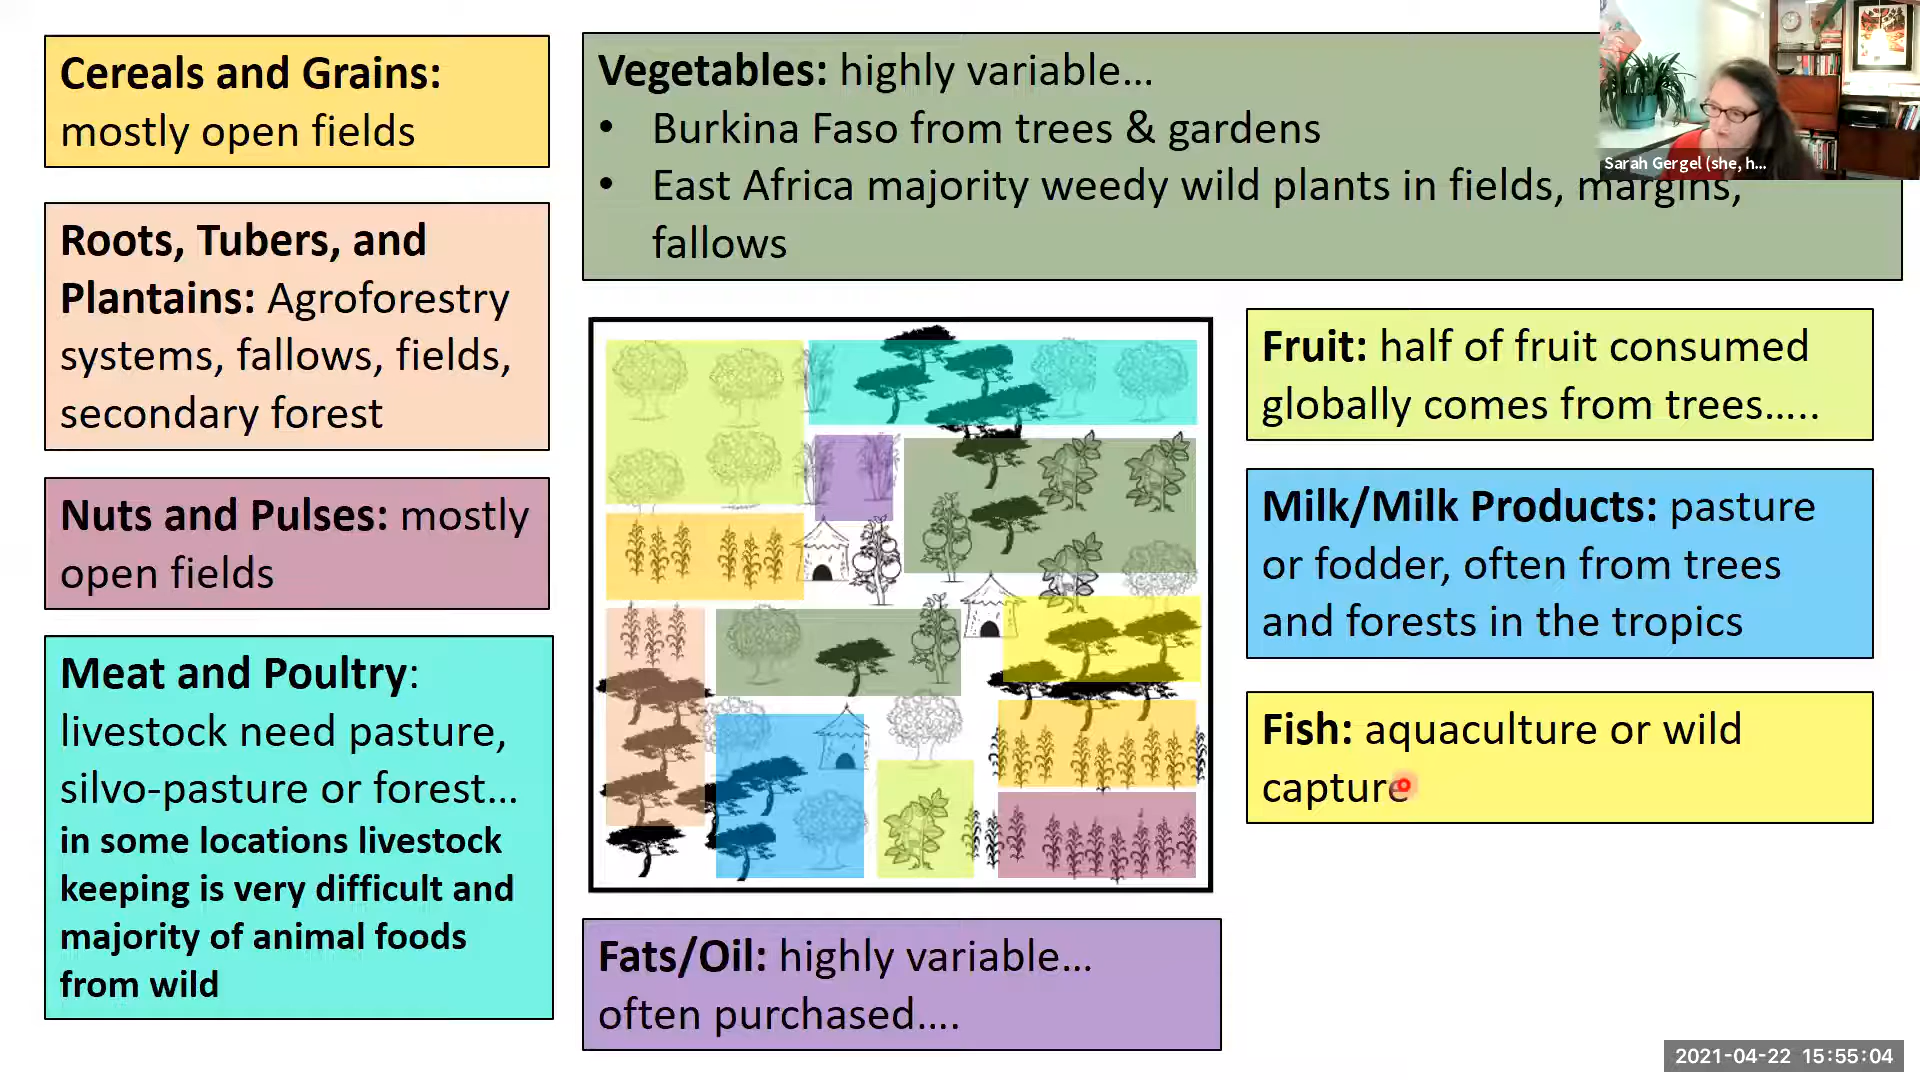 Cereals and Grains:
mostly open fields
Roots, Tubers, and
Plantains: Agroforestry
systems, fallows, fields,
secondary forest
Nuts and Pulses: mostly
open fields
Meat and Poultry:
livestock need pasture,
silvo-pasture or forest...
in some locations livestock
keeping is very difficult and
majority of animal foods
from wild
Vegetables: highly variable...
• Burkina Faso from trees & gardens
• East Africa majority weedy wild plants in fields, margins,
fallows
Fruit: half of fruit consumed
globally comes from trees.....
Milk/Milk Products: pasture
or fodder, often from trees
and forests in the tropics
Fish: aquaculture or wild
capture
Fats/Oil: highly variable...
often purchased....
Sarah Gergel (she, h...
2021-04-22 15:55:04